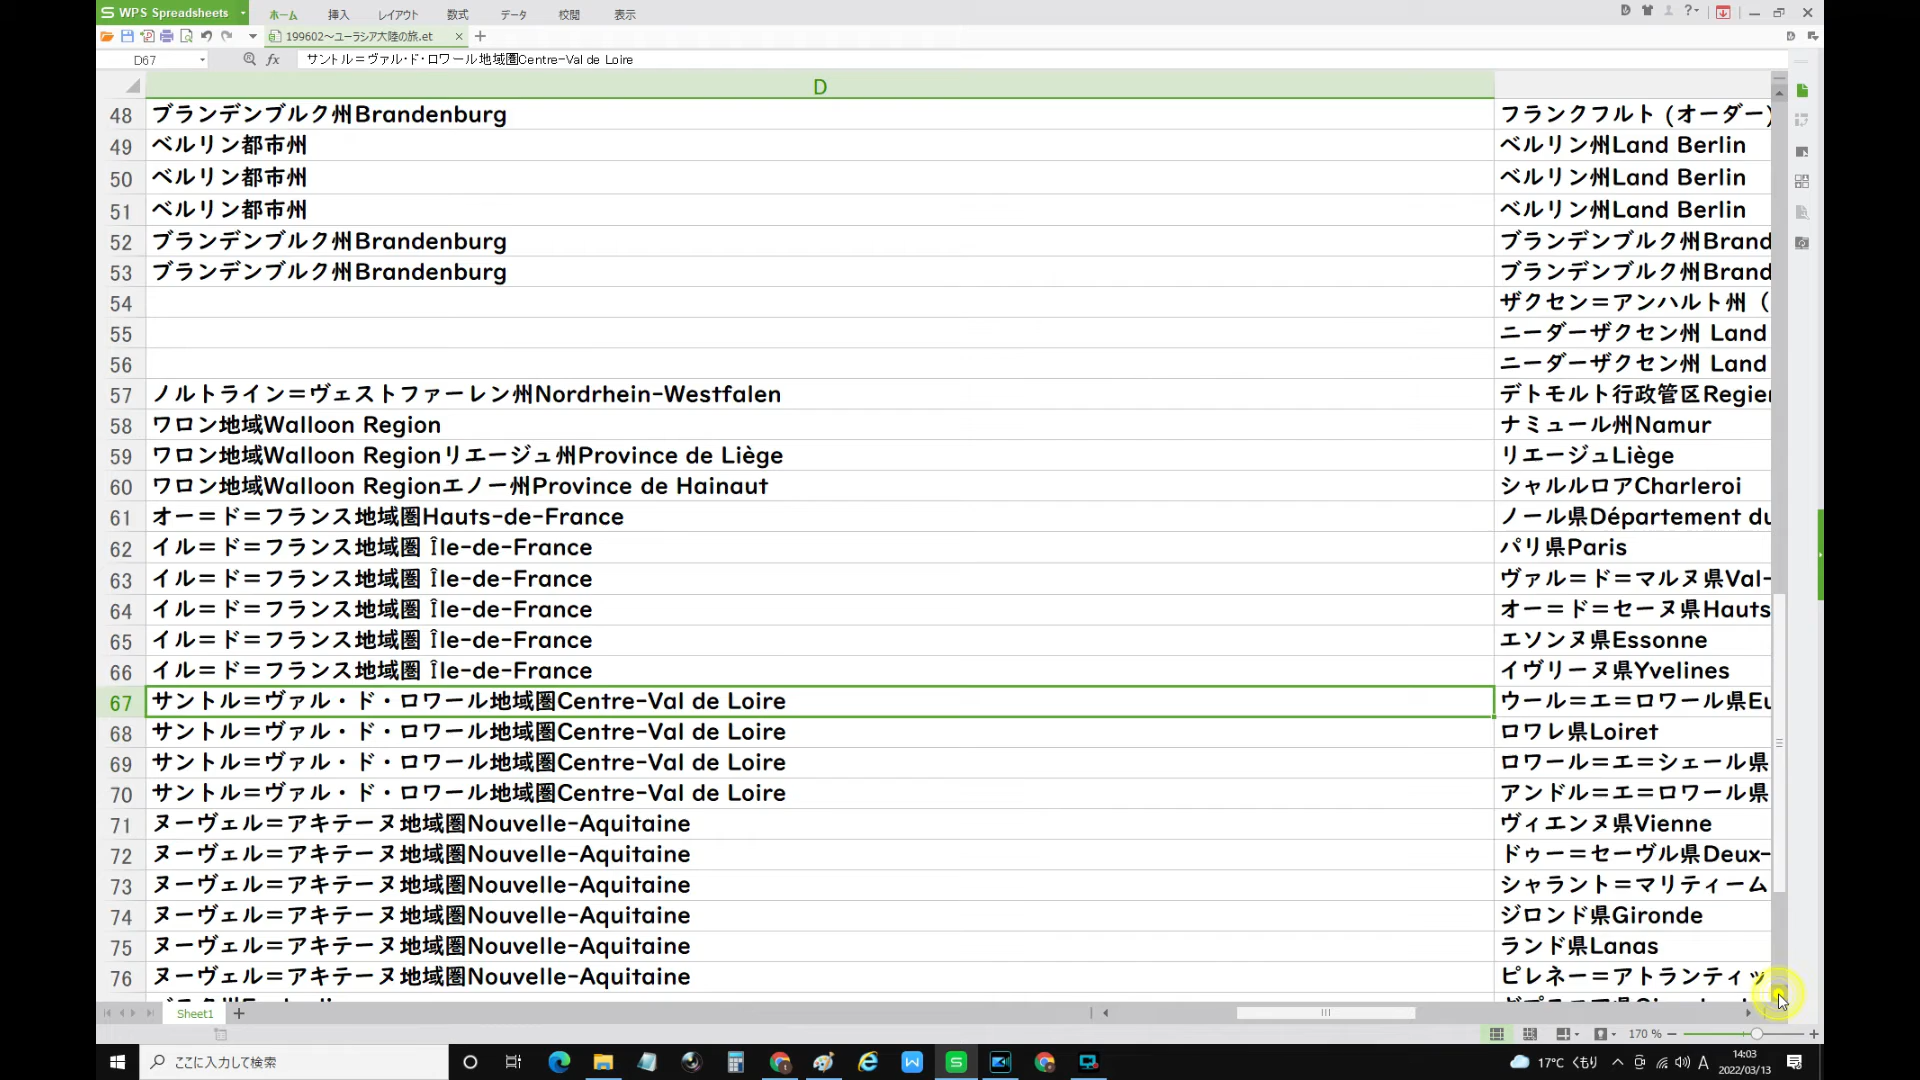 WPS Spreadsheets ホーム 挿入 レイアウト 数式 データ 校閲 表示
199602～ユーラシア大陸の旅.et
D67 fx サントル＝ヴァル・ド・ロワール地域圏Centre-Val de Loire
D
48 ブランデンブルク州Brandenburg フランクフルト (オーダー)
49 ベルリン都市州 ベルリン州Land Berlin
50 ベルリン都市州 ベルリン州Land Berlin
51 ベルリン都市州 ベルリン州Land Berlin
52 ブランデンブルク州Brandenburg ブランデンブルク州Brand
53 ブランデンブルク州Brandenburg ブランデンブルク州Brand
54 ザクセン＝アンハルト州（
55 ニーダーザクセン州 Land
56 ニーダーザクセン州 Land
57 ノルトライン＝ヴェストファーレン州Nordrhein-Westfalen デトモルト行政管区Regier
58 ワロン地域Walloon Region ナミュール州Namur
59 ワロン地域Walloon Regionリエージュ州Province de Liège リエージュLiège
60 ワロン地域Walloon Regionエノー州Province de Hainaut シャルルロアCharleroi
61 オー＝ド＝フランス地域圏Hauts-de-France ノール県Département du
62 イル＝ド＝フランス地域圏 Île-de-France パリ県Paris
63 イル＝ド＝フランス地域圏 Île-de-France ヴァル＝ド＝マルヌ県Val-
64 イル＝ド＝フランス地域圏 Île-de-France オー＝ド＝セーヌ県Hauts
65 イル＝ド＝フランス地域圏 Île-de-France エソンヌ県Essonne
66 イル＝ド＝フランス地域圏 Île-de-France イヴリーヌ県Yvelines
67 サントル＝ヴァル・ド・ロワール地域圏Centre-Val de Loire ウール＝エ＝ロワール県Eu
68 サントル＝ヴァル・ド・ロワール地域圏Centre-Val de Loire ロワレ県Loiret
69 サントル＝ヴァル・ド・ロワール地域圏Centre-Val de Loire ロワール＝エ＝シェール県
70 サントル＝ヴァル・ド・ロワール地域圏Centre-Val de Loire アンドル＝エ＝ロワール県
71 ヌーヴェル＝アキテーヌ地域圏Nouvelle-Aquitaine ヴィエンヌ県Vienne
72 ヌーヴェル＝アキテーヌ地域圏Nouvelle-Aquitaine ドゥー＝セーヴル県Deux-
73 ヌーヴェル＝アキテーヌ地域圏Nouvelle-Aquitaine シャラント＝マリティーム
74 ヌーヴェル＝アキテーヌ地域圏Nouvelle-Aquitaine ジロンド県Gironde
75 ヌーヴェル＝アキテーヌ地域圏Nouvelle-Aquitaine ランド県Lanas
76 ヌーヴェル＝アキテーヌ地域圏Nouvelle-Aquitaine ピレネー＝アトランティッ
Sheet1
170 %
ここに入力して検索 17°C くもり A 14:03
2022/03/13